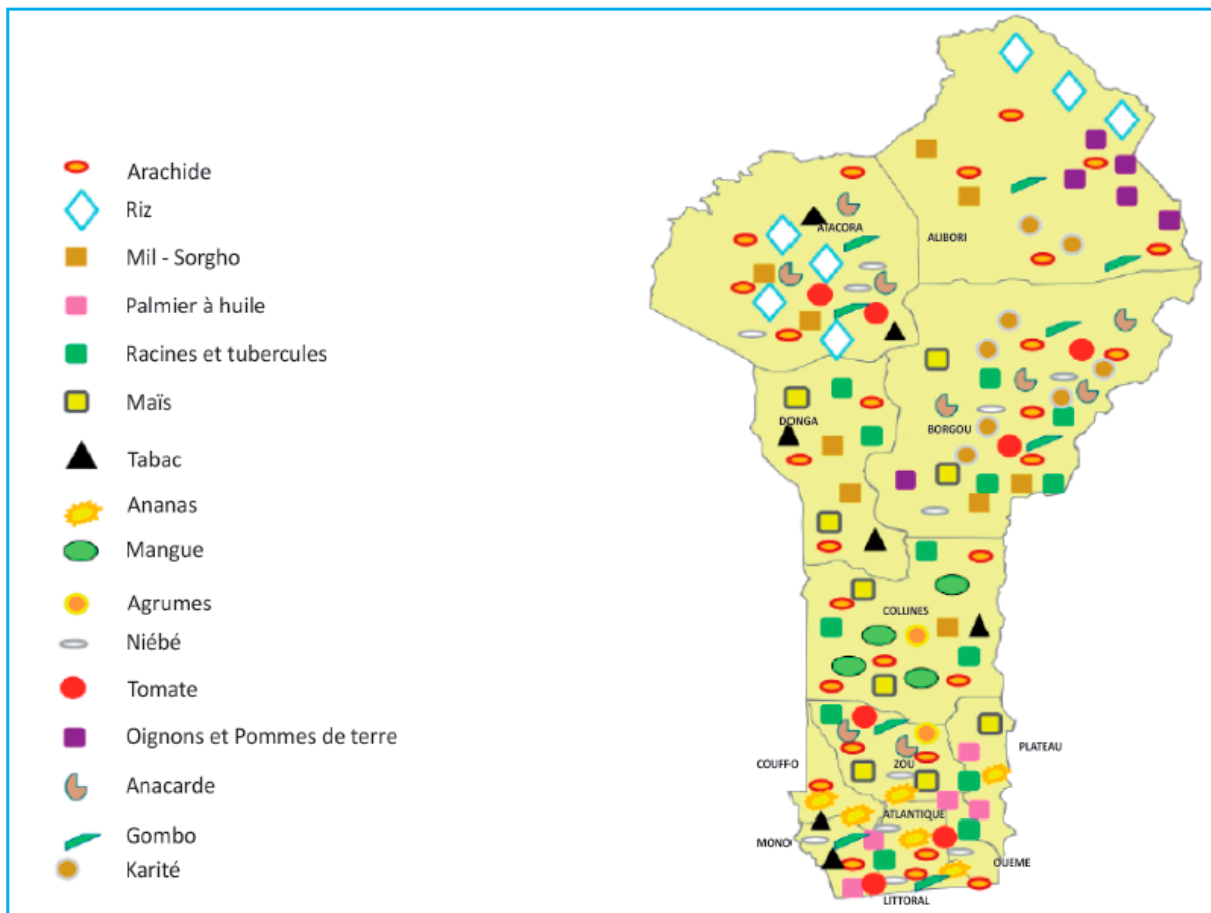 Arachide
Riz
Mil - Sorgho
Palmier à huile
Racines et tubercules
Maïs
Tabac
Ananas
Mangue
Agrumes
Niébé
Tomate
Oignons et Pommes de terre
Anacarde
Gombo
Karité
ATACORA
ALIBORI
DONGA
BORGOU
COLLINES
PLATEAU
COUFFO
ZOU
ATLANTIQUE
MONO
OUEME
LITTORAL